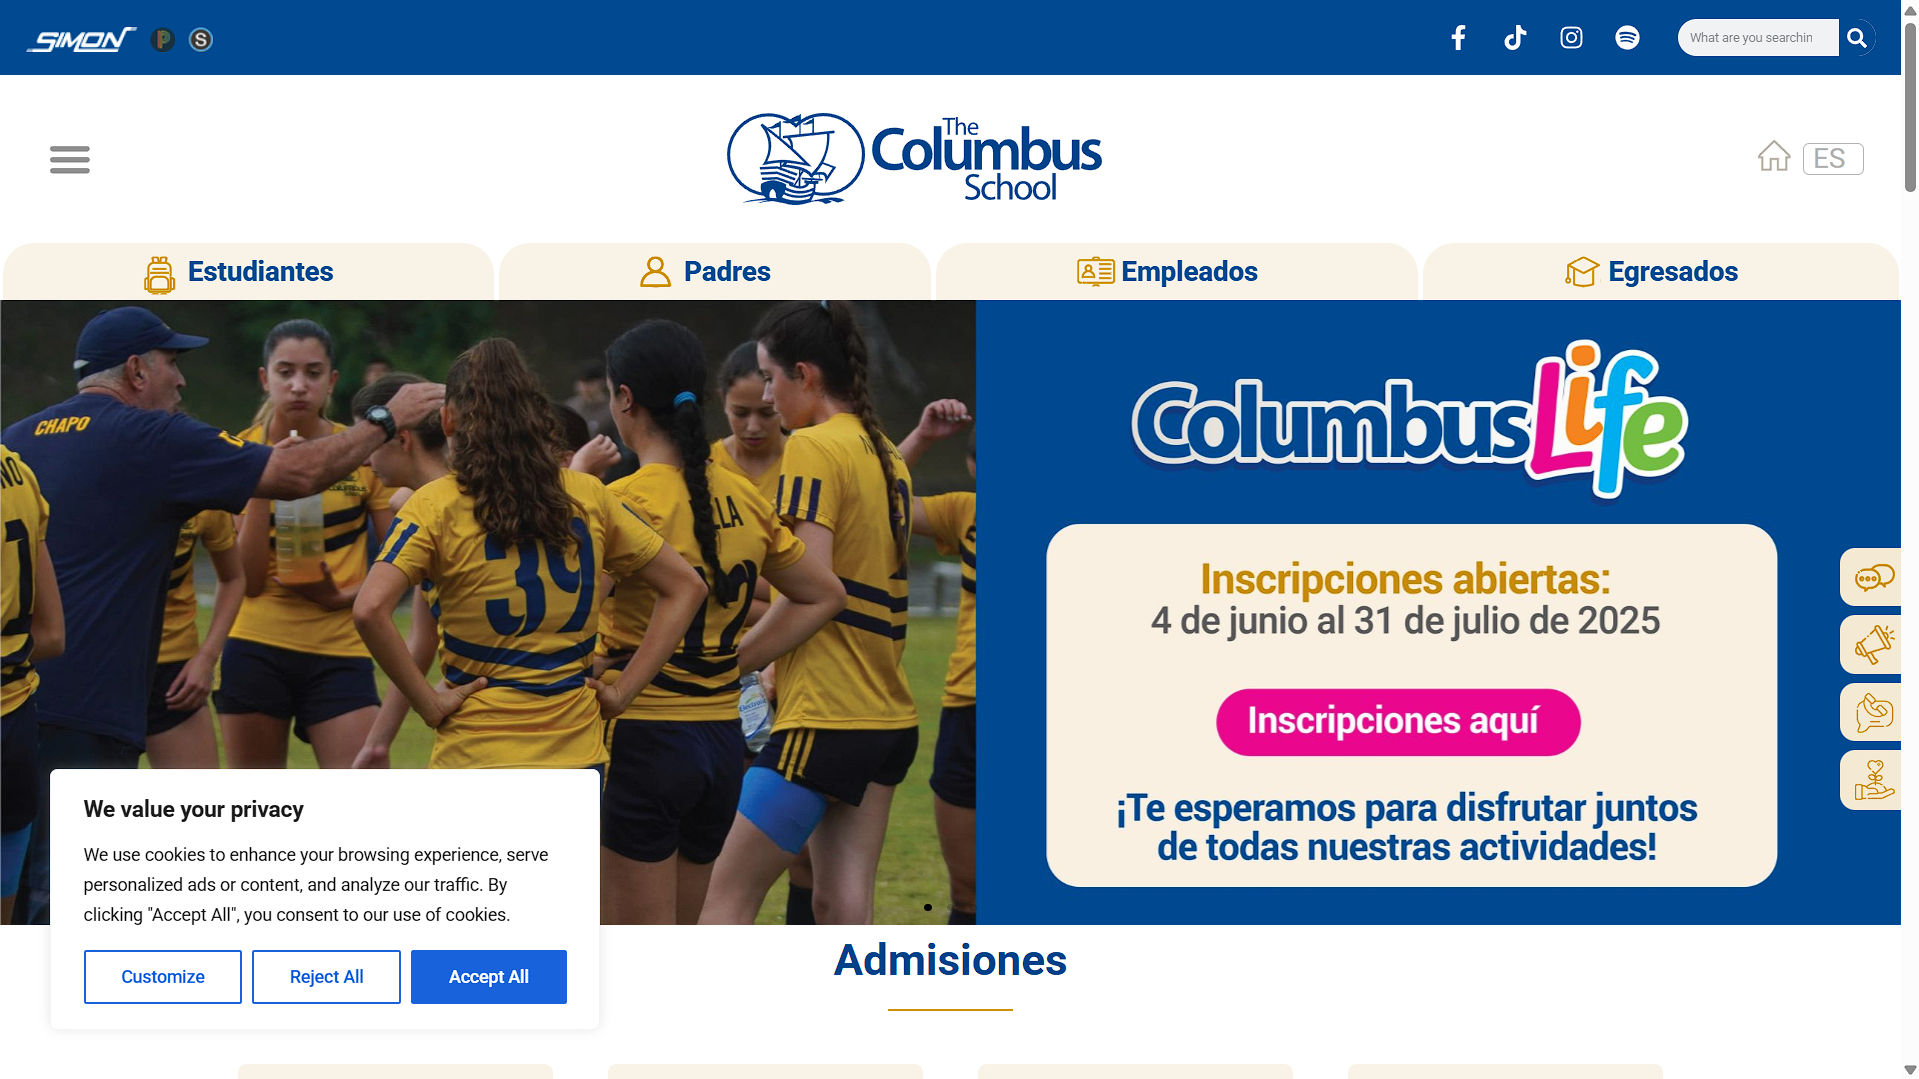 SIMON
P
S
What are you searchin
The
Columbus
School
ES
Estudiantes
Padres
Empleados
Egresados
CHAPO
39
12
ColumbusLife
Inscripciones abiertas:
4 de junio al 31 de julio de 2025
Inscripciones aquí
¡Te esperamos para disfrutar juntos
de todas nuestras actividades!
We value your privacy
We use cookies to enhance your browsing experience, serve
personalized ads or content, and analyze our traffic. By
clicking "Accept All", you consent to our use of cookies.
Customize
Reject All
Accept All
Admisiones